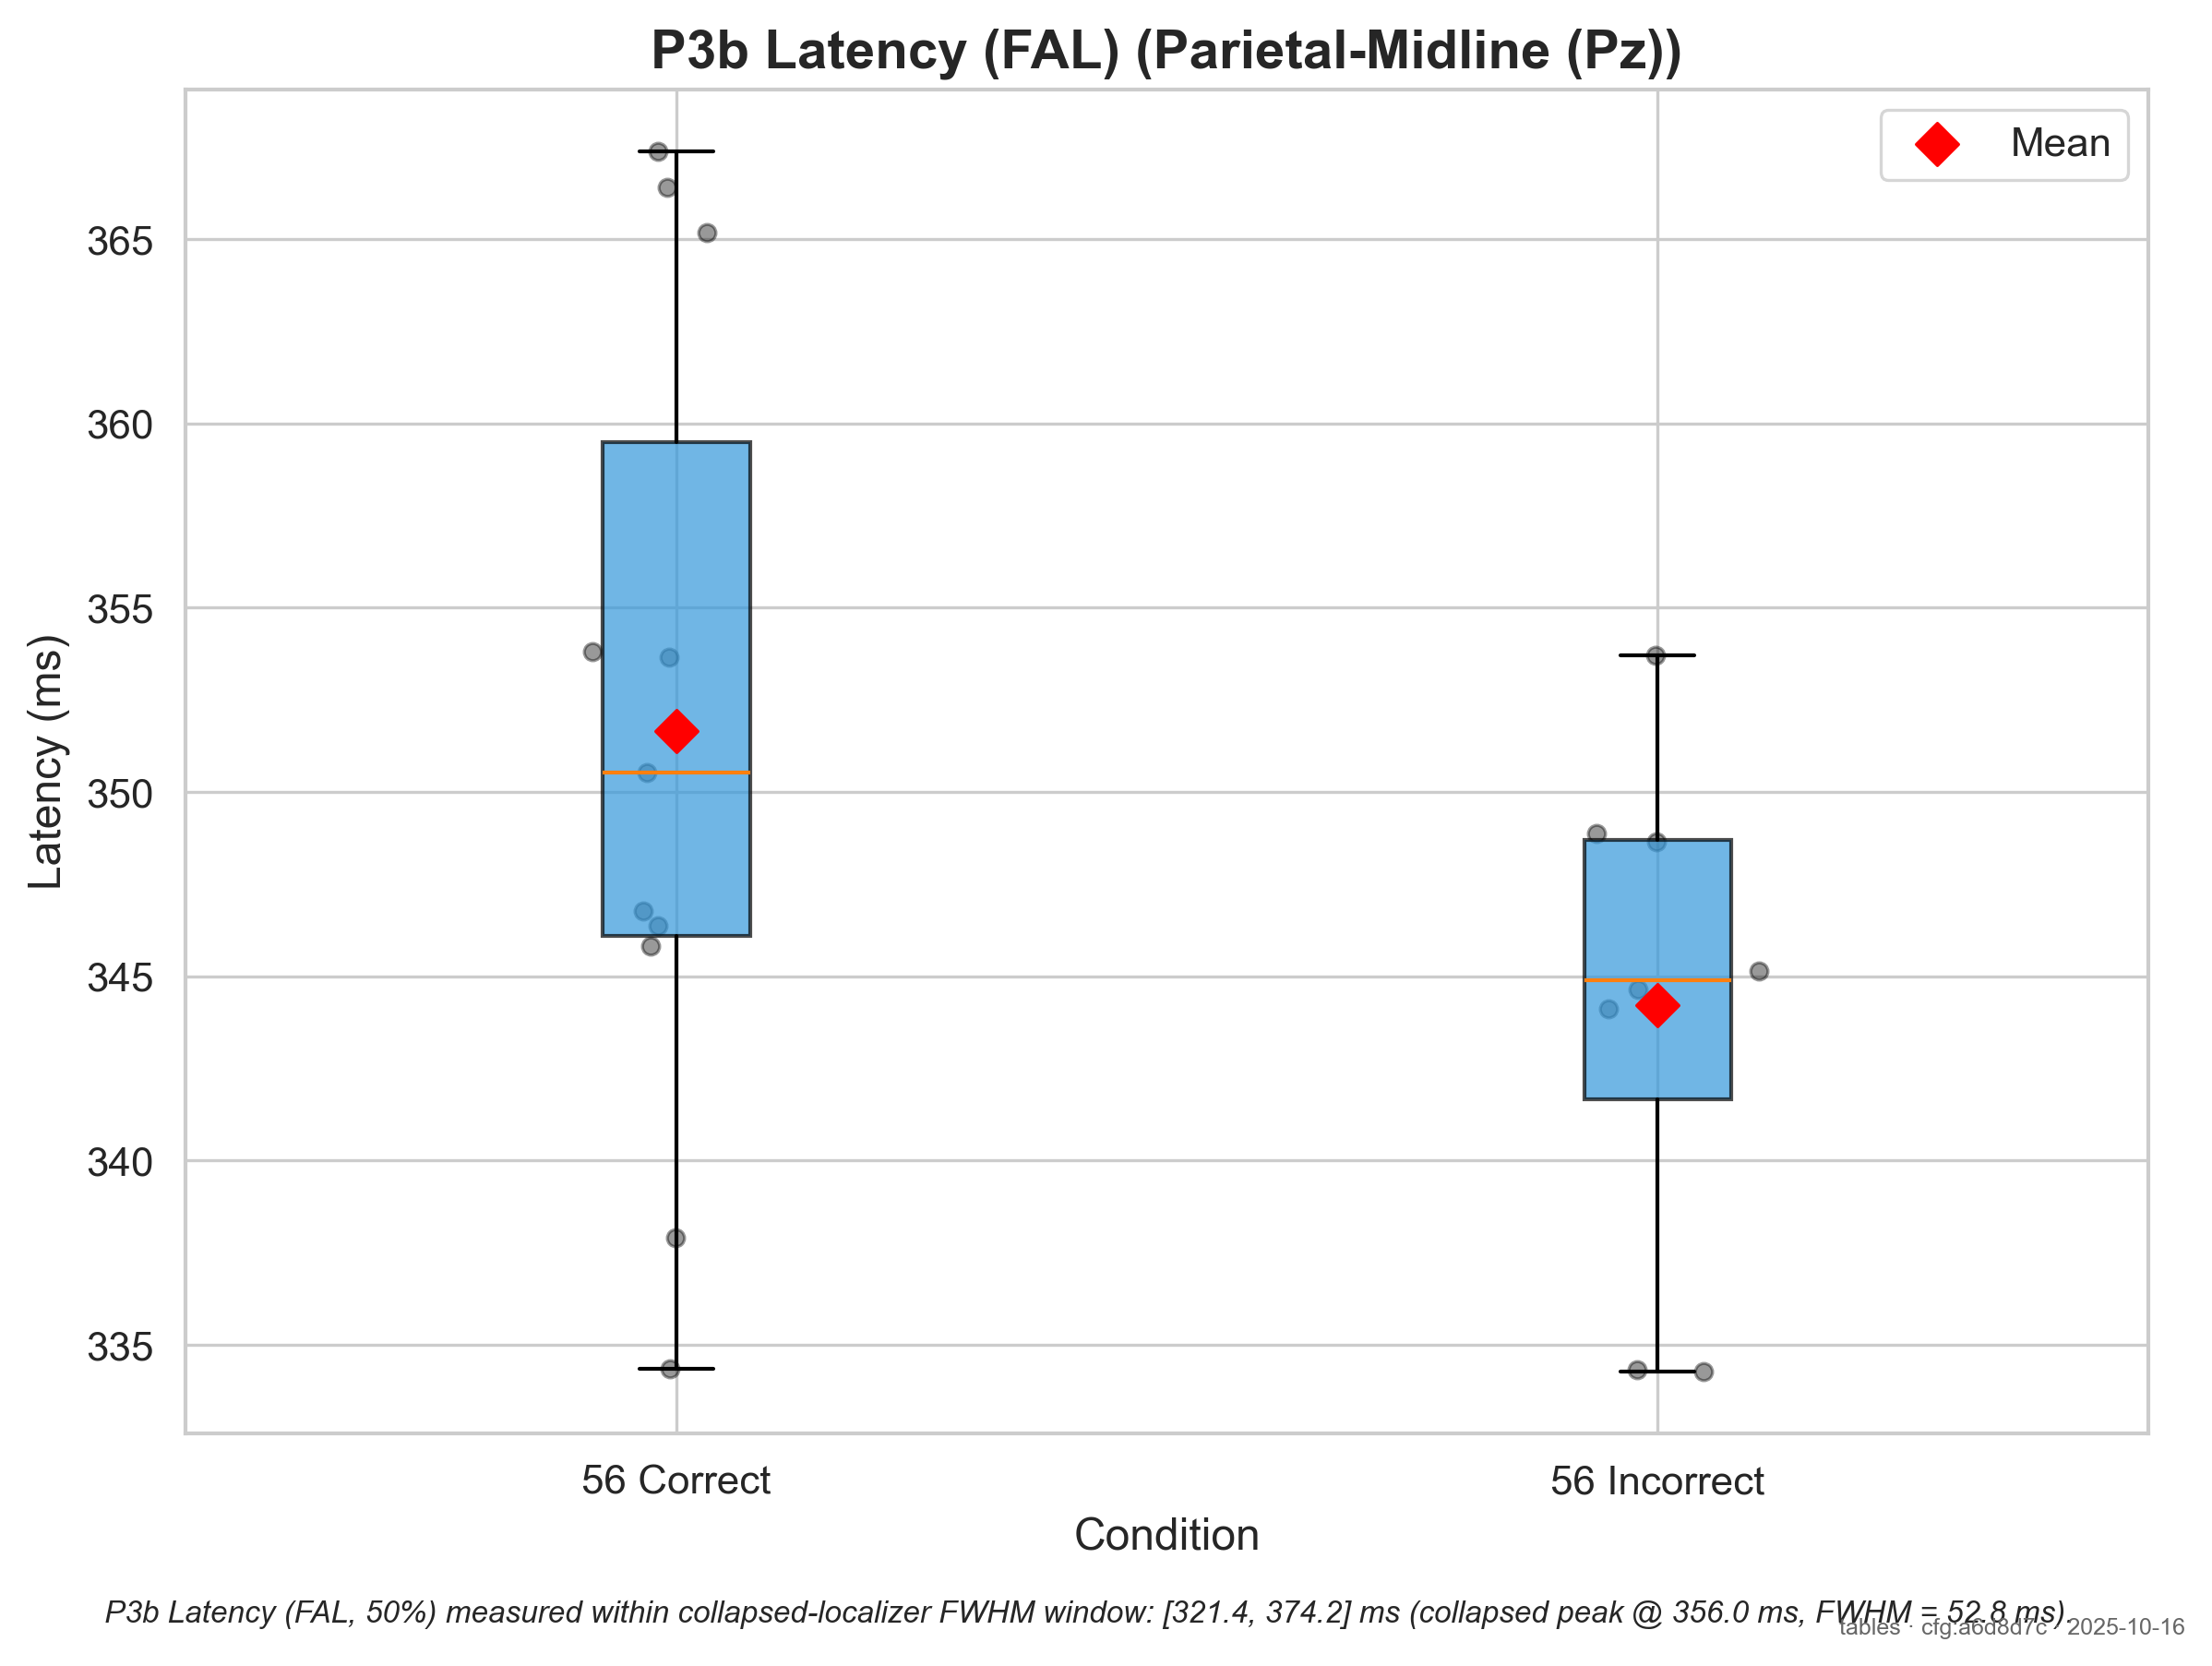 P3b Latency (FAL) (Parietal-Midline (Pz))
Mean
365
360
355
350
345
340
335
Latency (ms)
56 Correct
56 Incorrect
Condition
P3b Latency (FAL, 50%) measured within collapsed-localizer FWHM window: [321.4, 374.2] ms (collapsed peak @ 356.0 ms, FWHM = 52.8 ms).
tables · cfg:a6d8d7c · 2025-10-16